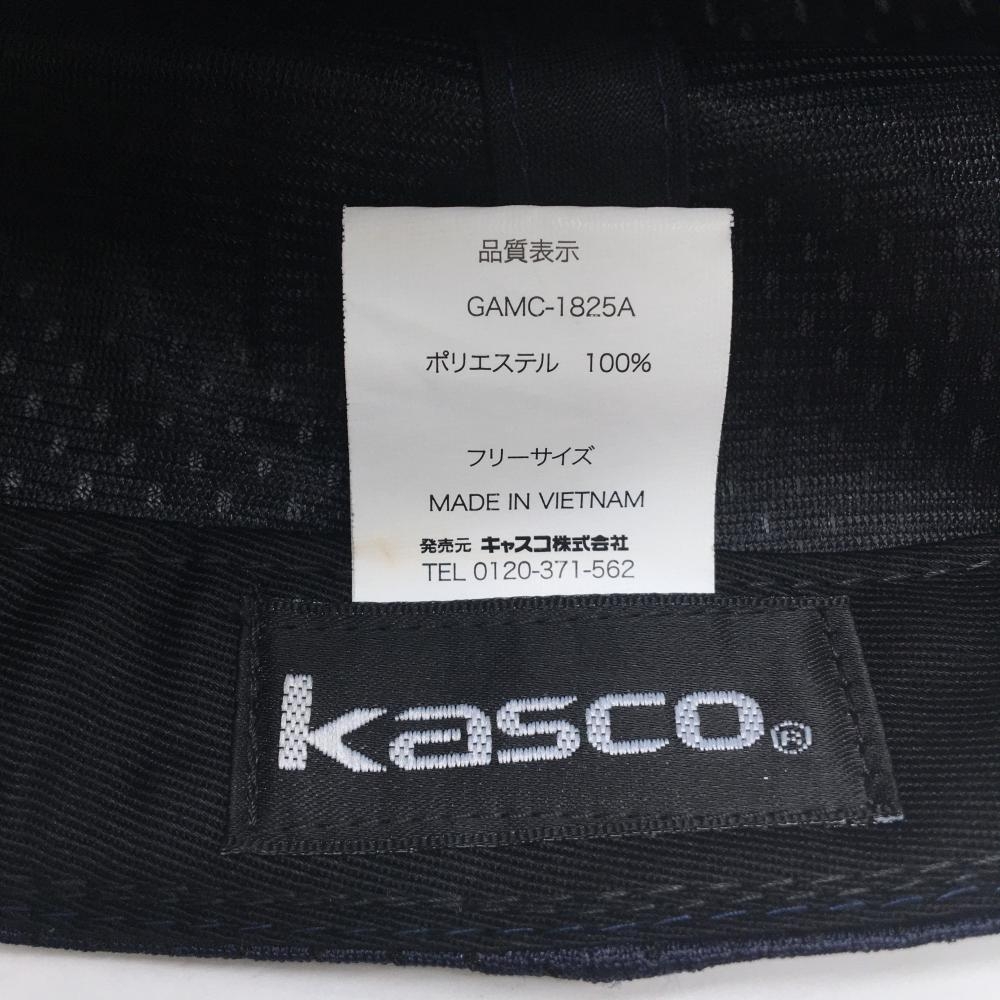 品質表示
GAMC-1825A
ポリエステル　100%
フリーサイズ
MADE IN VIETNAM
発売元 キャスコ株式会社
TEL 0120-371-562
kasco®